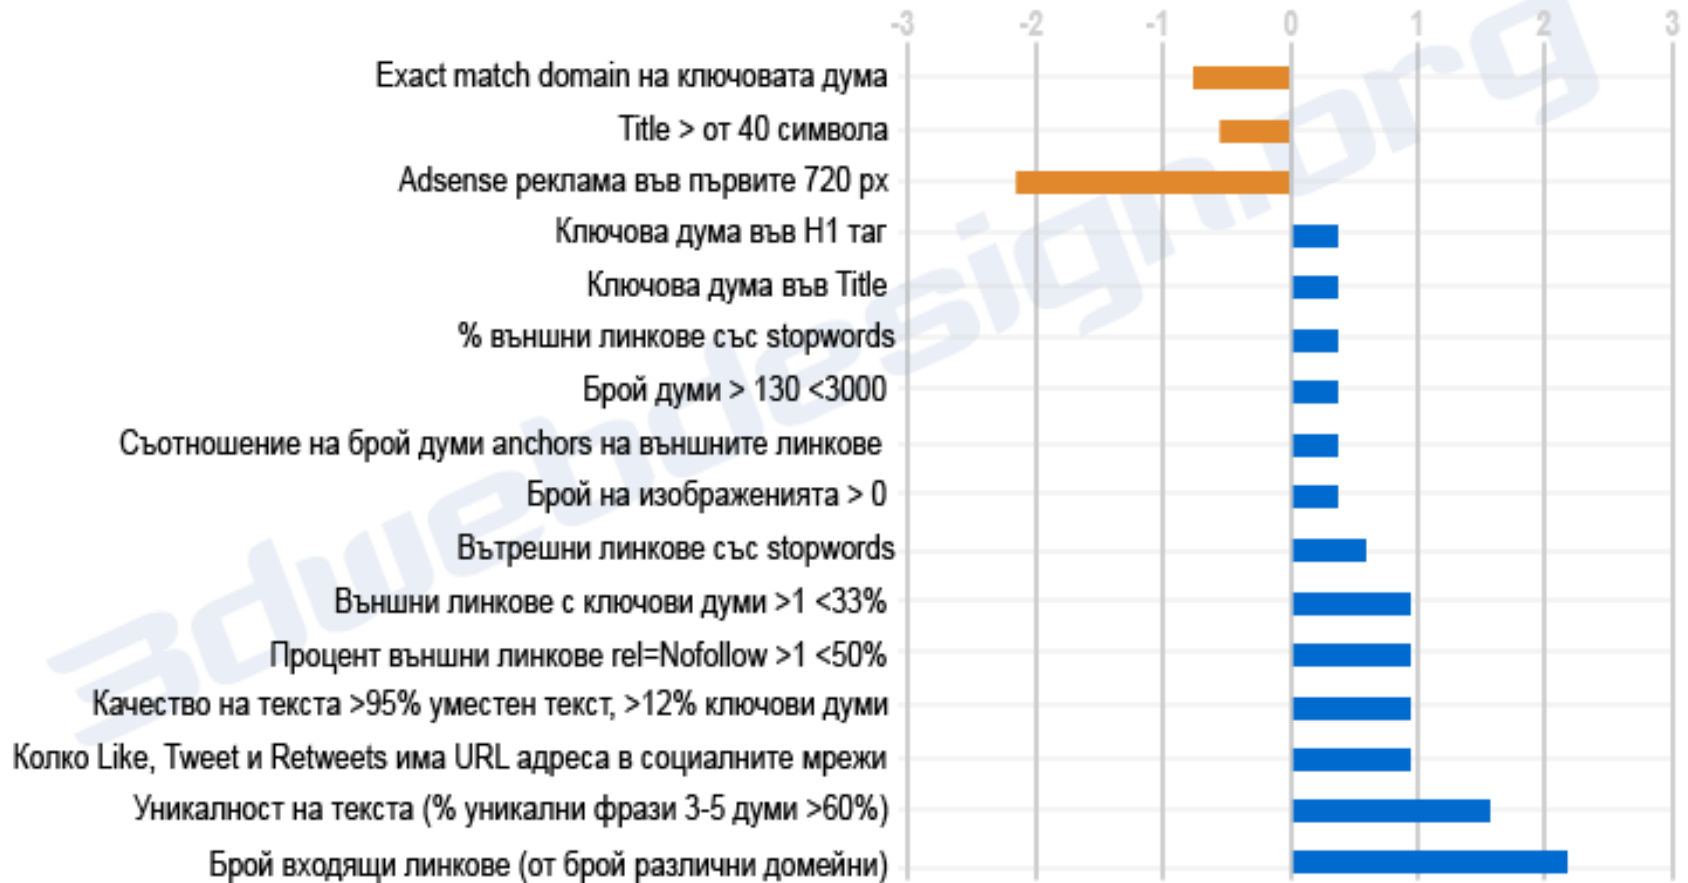 -3 -2 -1 0 1 2 3
Exact match domain на ключовата дума
Title > от 40 символа
Adsense реклама във първите 720 px
Ключова дума във H1 таг
Ключова дума във Title
% външни линкове със stopwords
Брой думи > 130 <3000
Съотношение на брой думи anchors на външните линкове
Брой на изображенията > 0
Вътрешни линкове със stopwords
Външни линкове с ключови думи >1 <33%
Процент външни линкове rel=Nofollow >1 <50%
Качество на текста >95% уместен текст, >12% ключови думи
Колко Like, Tweet и Retweets има URL адреса в социалните мрежи
Уникалност на текста (% уникални фрази 3-5 думи >60%)
Брой входящи линкове (от брой различни домейни)
3dwebdesign.org